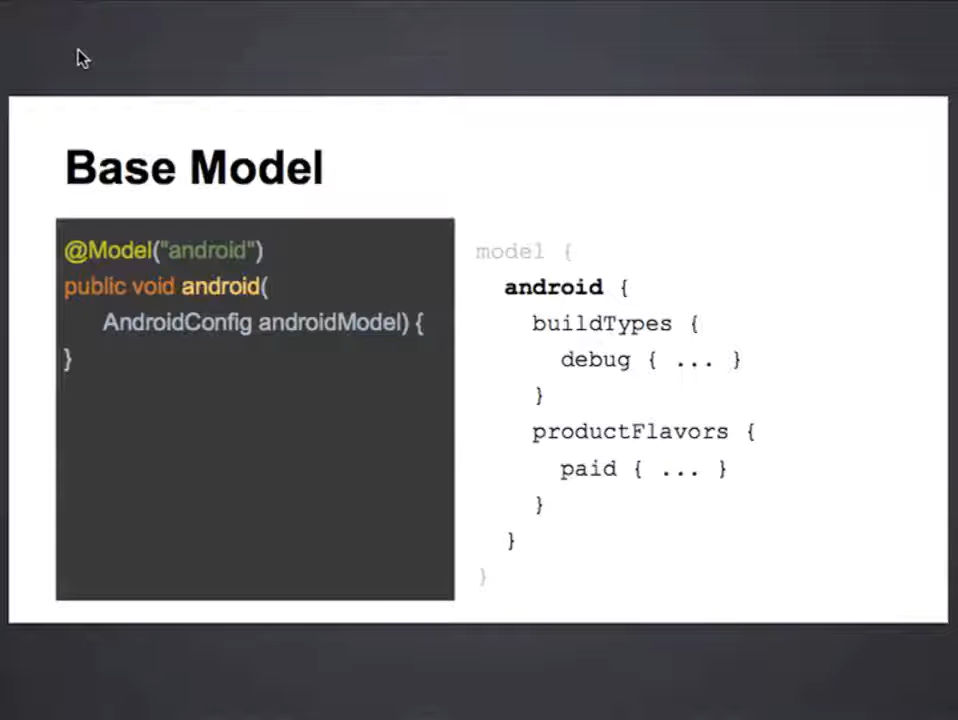 Base Model
@Model("android")
public void android(
AndroidConfig androidModel) {
}
model {
android {
buildTypes {
debug { ... }
}
productFlavors {
paid { ... }
}
}
}